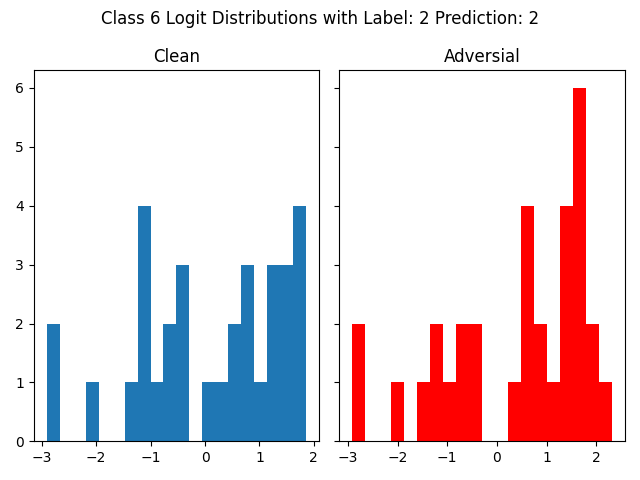 Class 6 Logit Distributions with Label: 2 Prediction: 2
Clean
Adversial
6
5
4
3
2
1
0
−3 −2 −1 0 1 2
−3 −2 −1 0 1 2